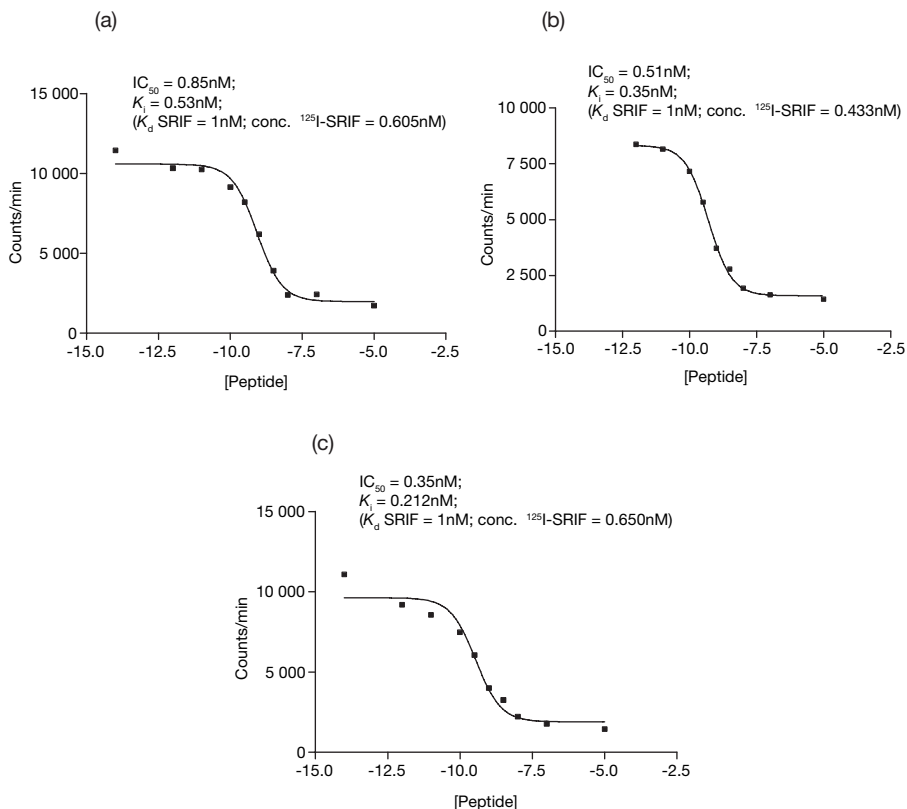 (a)
IC50 = 0.85nM;
Ki = 0.53nM;
(Kd SRIF = 1nM; conc. 125I-SRIF = 0.605nM)
15 000
10 000
5 000
0
Counts/min
-15.0 -12.5 -10.0 -7.5 -5.0 -2.5
[Peptide]
(b)
IC50 = 0.51nM;
Ki = 0.35nM;
(Kd SRIF = 1nM; conc. 125I-SRIF = 0.433nM)
10 000
7 500
5 000
2 500
0
Counts/min
-15.0 -12.5 -10.0 -7.5 -5.0 -2.5
[Peptide]
(c)
IC50 = 0.35nM;
Ki = 0.212nM;
(Kd SRIF = 1nM; conc. 125I-SRIF = 0.650nM)
15 000
10 000
5 000
0
Counts/min
-15.0 -12.5 -10.0 -7.5 -5.0 -2.5
[Peptide]